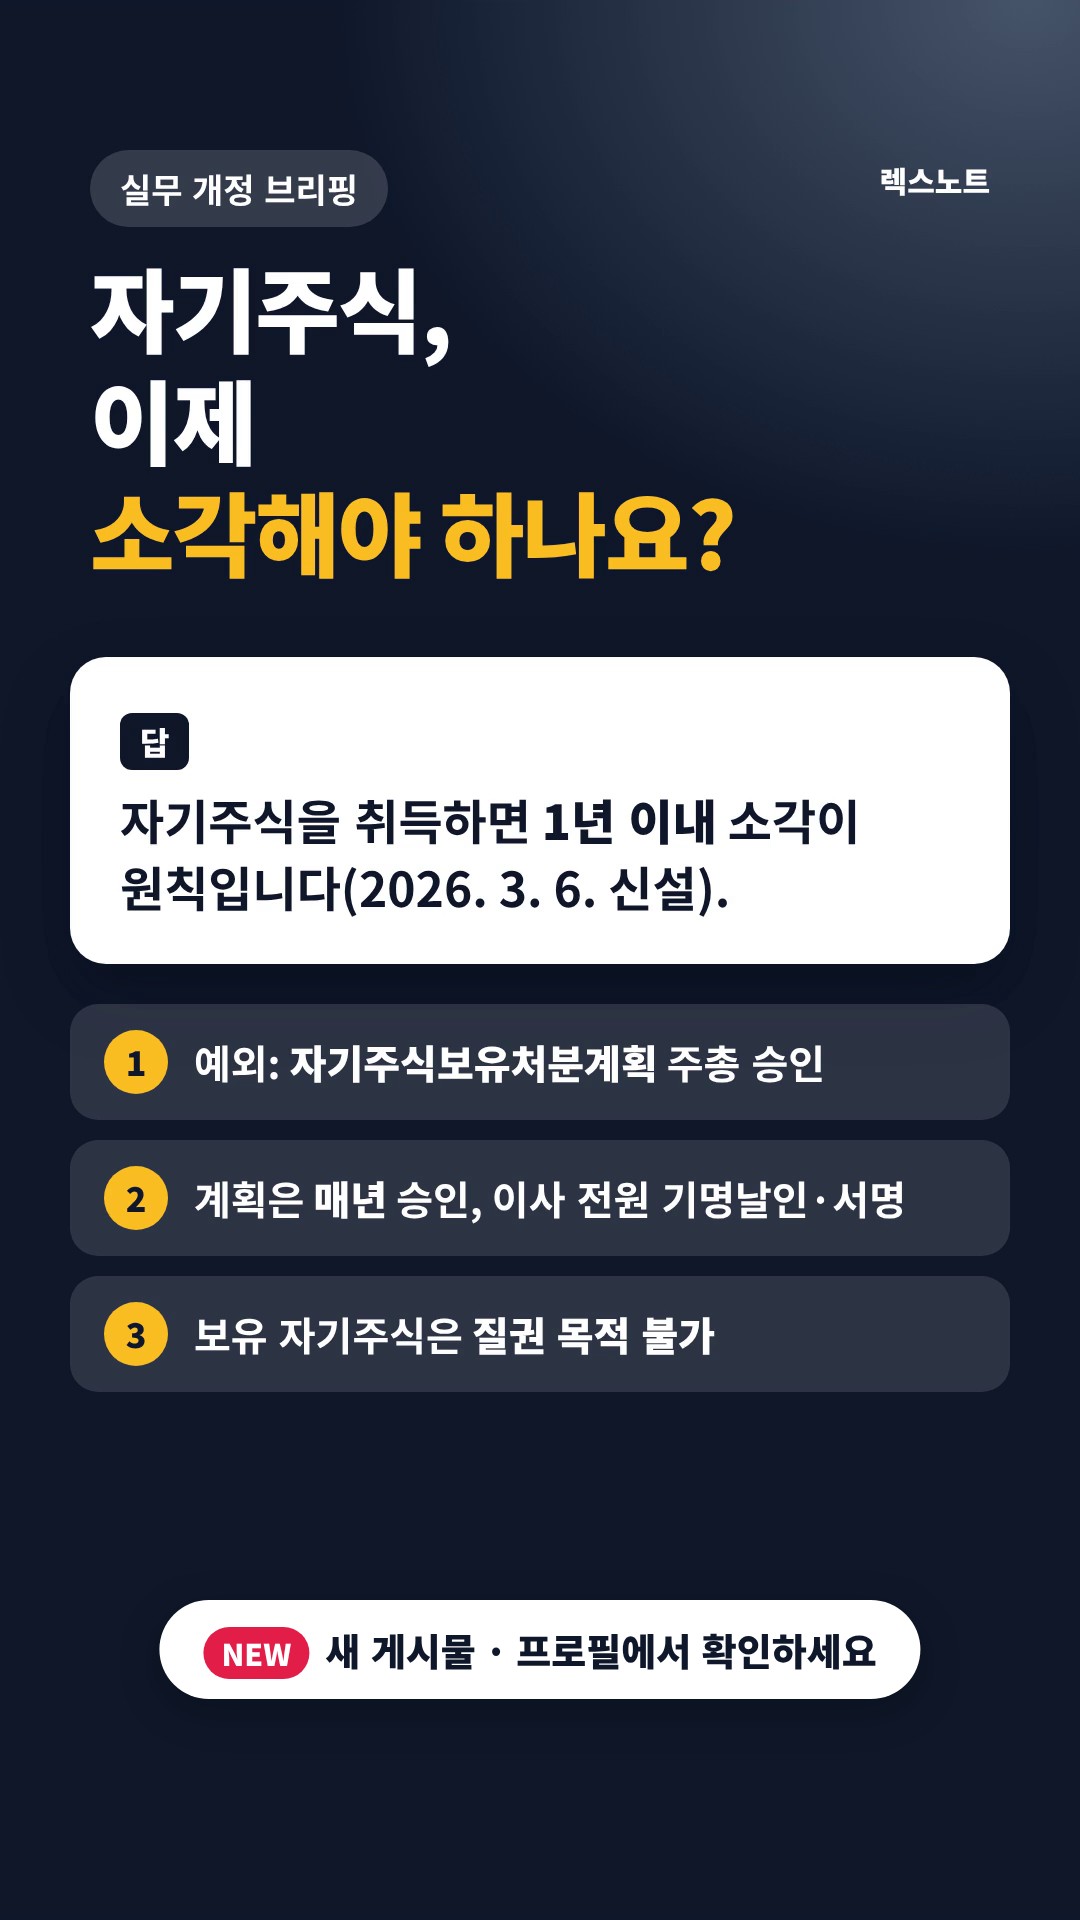 실무 개정 브리핑
렉스노트
자기주식,
이제
소각해야 하나요?
답
자기주식을 취득하면 1년 이내 소각이
원칙입니다(2026. 3. 6. 신설).
1 예외: 자기주식보유처분계획 주총 승인
2 계획은 매년 승인, 이사 전원 기명날인·서명
3 보유 자기주식은 질권 목적 불가
NEW 새 게시물 · 프로필에서 확인하세요